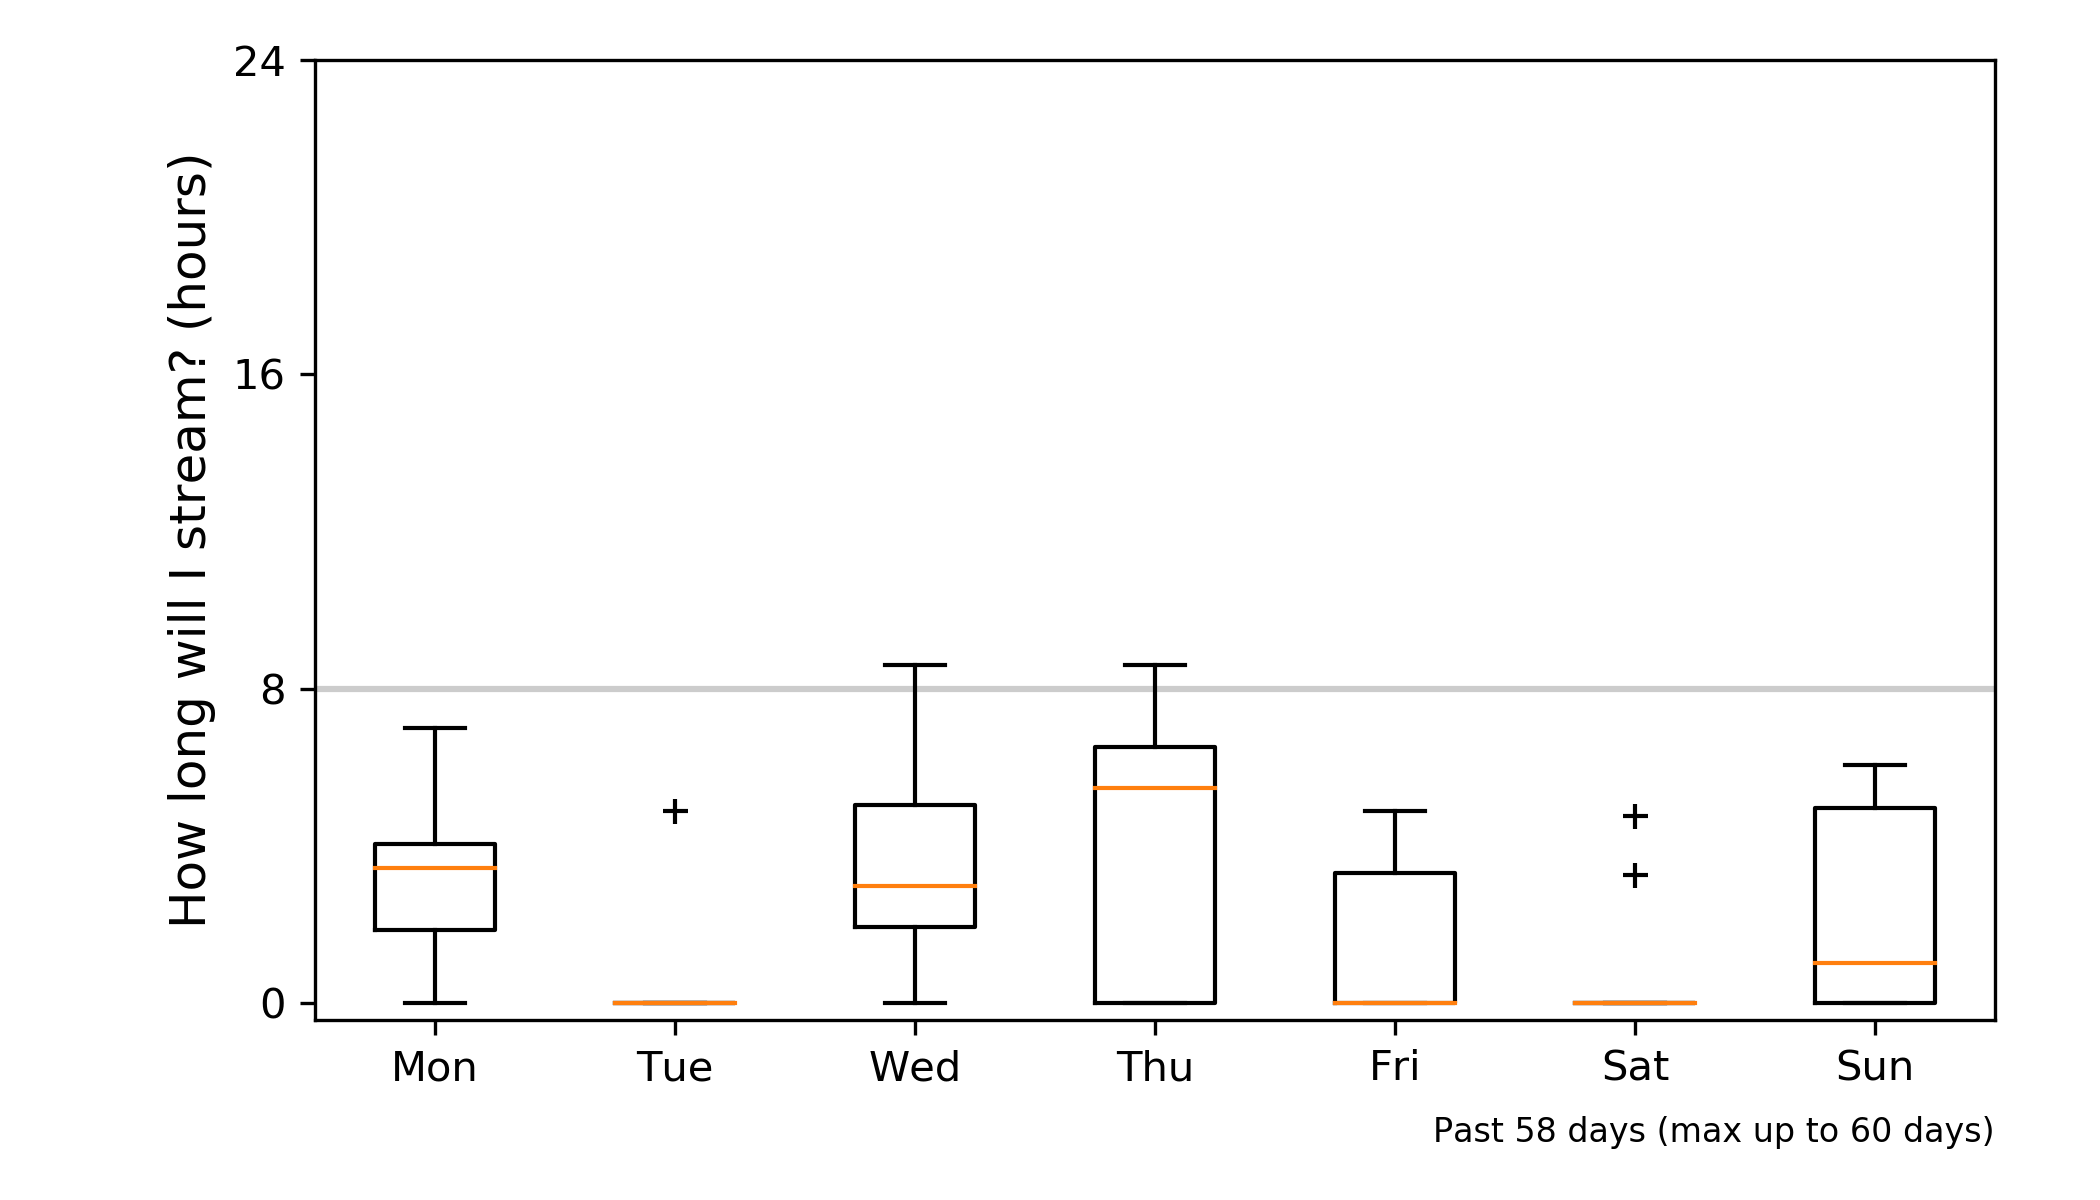 How long will I stream? (hours)
24
16
8
0
Mon Tue Wed Thu Fri Sat Sun
Past 58 days (max up to 60 days)